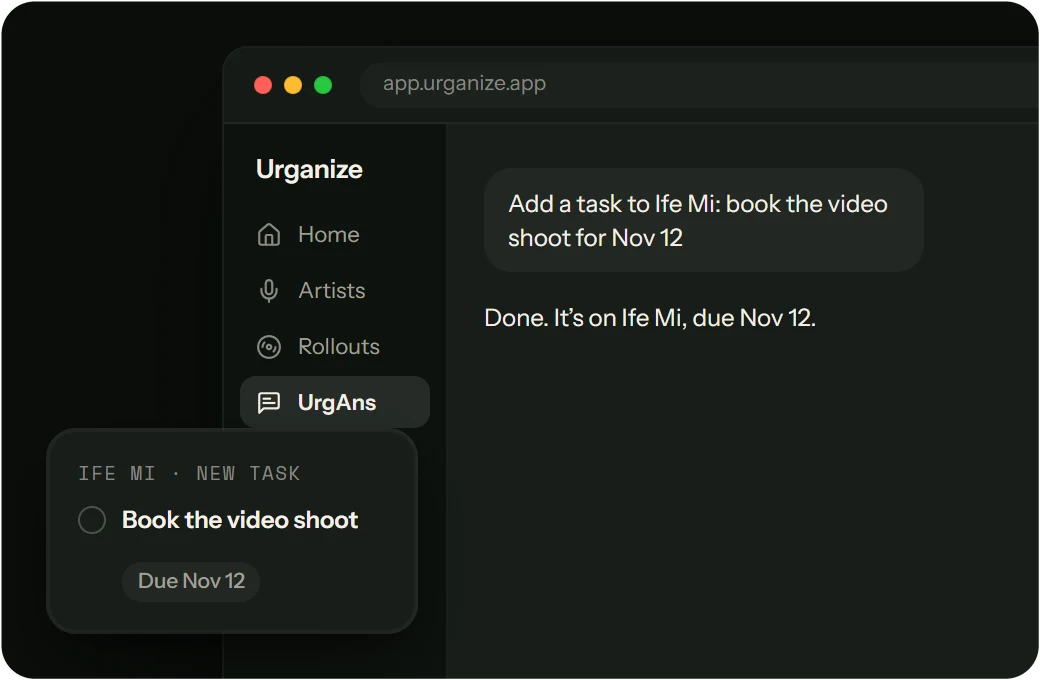 app.urganize.app
Urganize
Home
Artists
Rollouts
UrgAns
Add a task to Ife Mi: book the video
shoot for Nov 12
Done. It’s on Ife Mi, due Nov 12.
IFE MI · NEW TASK
Book the video shoot
Due Nov 12